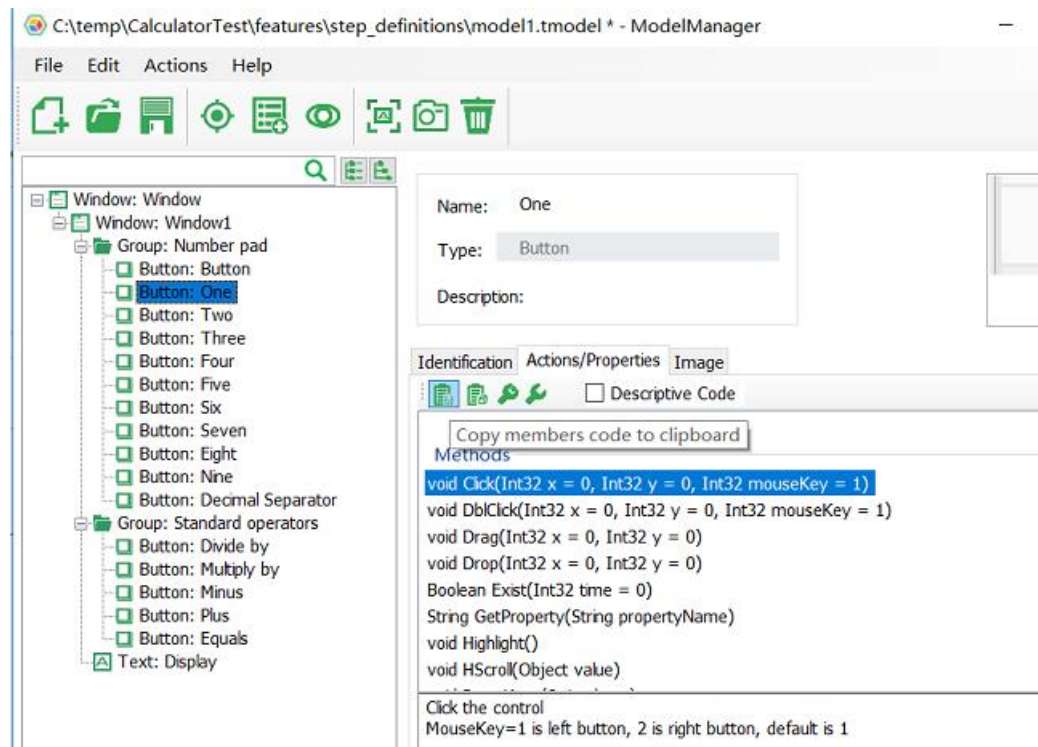 C:\temp\CalculatorTest\features\step_definitions\model1.tmodel * - ModelManager
File Edit Actions Help
Window: Window
Window: Window1
Group: Number pad
Button: Button
Button: One
Button: Two
Button: Three
Button: Four
Button: Five
Button: Six
Button: Seven
Button: Eight
Button: Nine
Button: Decimal Separator
Group: Standard operators
Button: Divide by
Button: Multiply by
Button: Minus
Button: Plus
Button: Equals
Text: Display
Name: One
Type: Button
Description:
Identification Actions/Properties Image
Descriptive Code
Copy members code to clipboard
Methods
void Click(Int32 x = 0, Int32 y = 0, Int32 mouseKey = 1)
void DblClick(Int32 x = 0, Int32 y = 0, Int32 mouseKey = 1)
void Drag(Int32 x = 0, Int32 y = 0)
void Drop(Int32 x = 0, Int32 y = 0)
Boolean Exist(Int32 time = 0)
String GetProperty(String propertyName)
void Highlight()
void HScroll(Object value)
Click the control
MouseKey=1 is left button, 2 is right button, default is 1